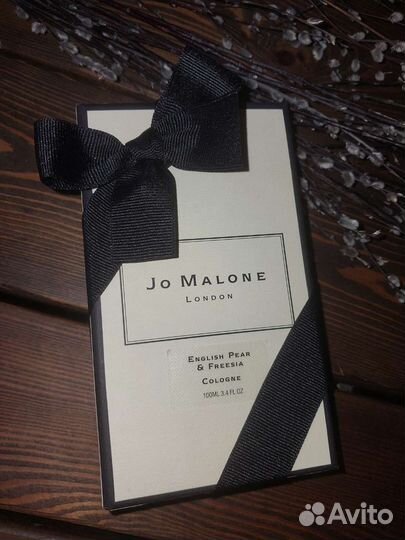 JO MALONE
LONDON
ENGLISH PEAR
& FREESIA
COLOGNE
100ML 3.4 FL OZ
Avito